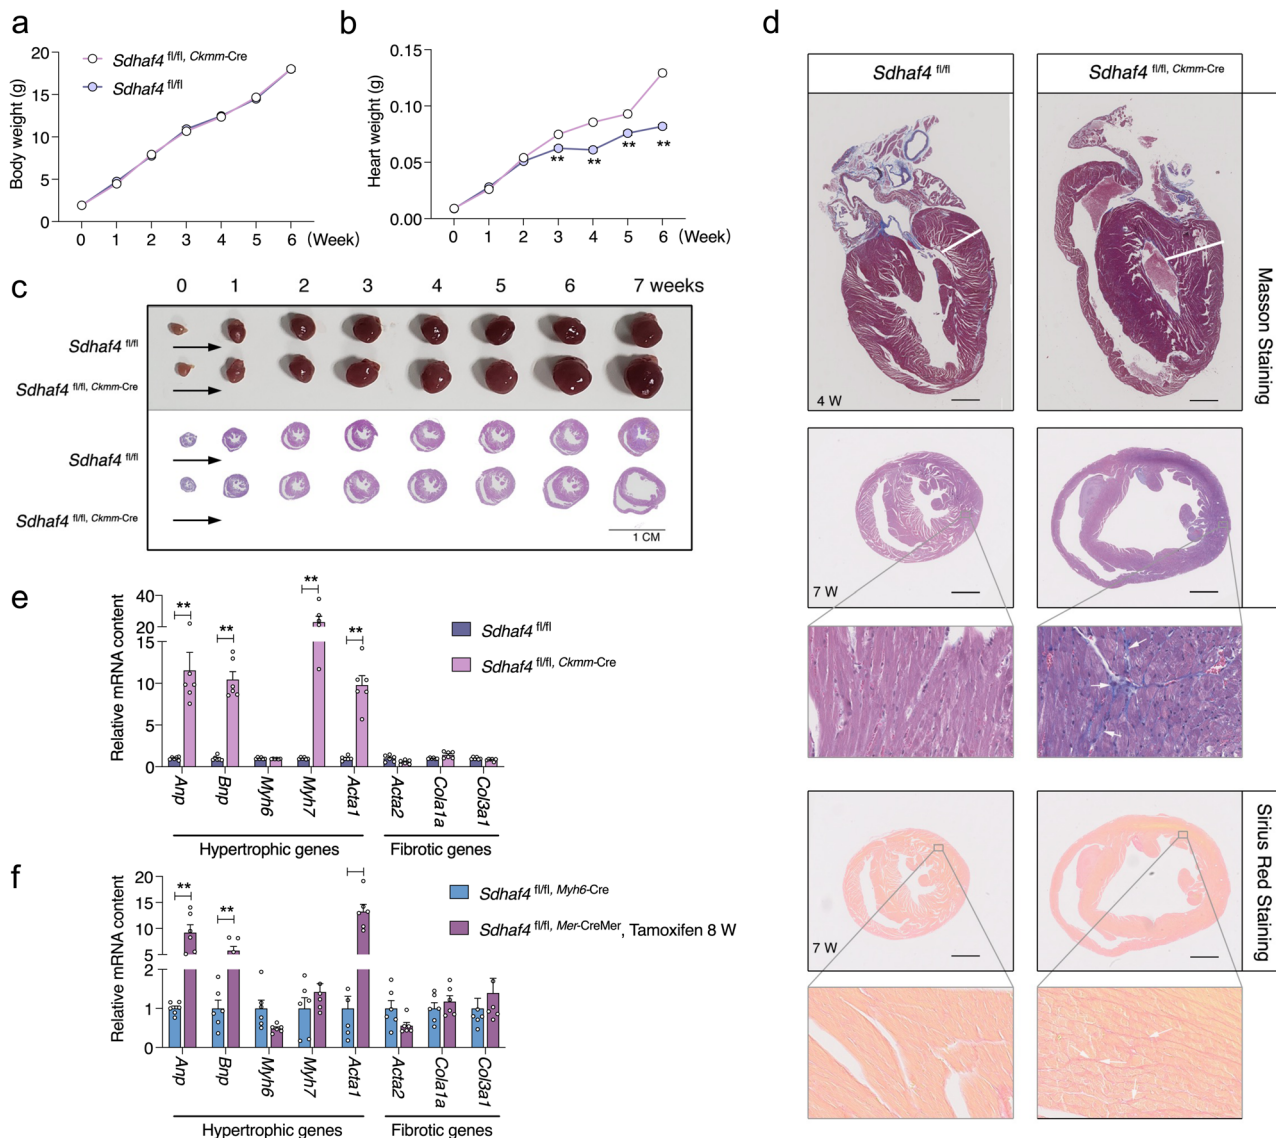 a
Sdhaf4 fl/fl, Ckmm-Cre
Sdhaf4 fl/fl
Body weight (g)
20
15
10
5
0
0 1 2 3 4 5 6 (Week)
b
Heart weight (g)
0.15
0.10
0.05
0.00
** ** ** **
0 1 2 3 4 5 6 (Week)
c
0 1 2 3 4 5 6 7 weeks
Sdhaf4 fl/fl
Sdhaf4 fl/fl, Ckmm-Cre
Sdhaf4 fl/fl
Sdhaf4 fl/fl, Ckmm-Cre
1 CM
d
Sdhaf4 fl/fl
Sdhaf4 fl/fl, Ckmm-Cre
Masson Staining
4 W
7 W
Sirius Red Staining
7 W
e
Relative mRNA content
40
20
15
10
5
0
** ** ** **
Sdhaf4 fl/fl
Sdhaf4 fl/fl, Ckmm-Cre
Anp Bnp Myh6 Myh7 Acta1 Acta2 Cola1a Col3a1
Hypertrophic genes
Fibrotic genes
f
Relative mRNA content
20
15
10
5
2
1
0
** **
Sdhaf4 fl/fl, Myh6-Cre
Sdhaf4 fl/fl, Mer-CreMer, Tamoxifen 8 W
Anp Bnp Myh6 Myh7 Acta1 Acta2 Cola1a Col3a1
Hypertrophic genes
Fibrotic genes